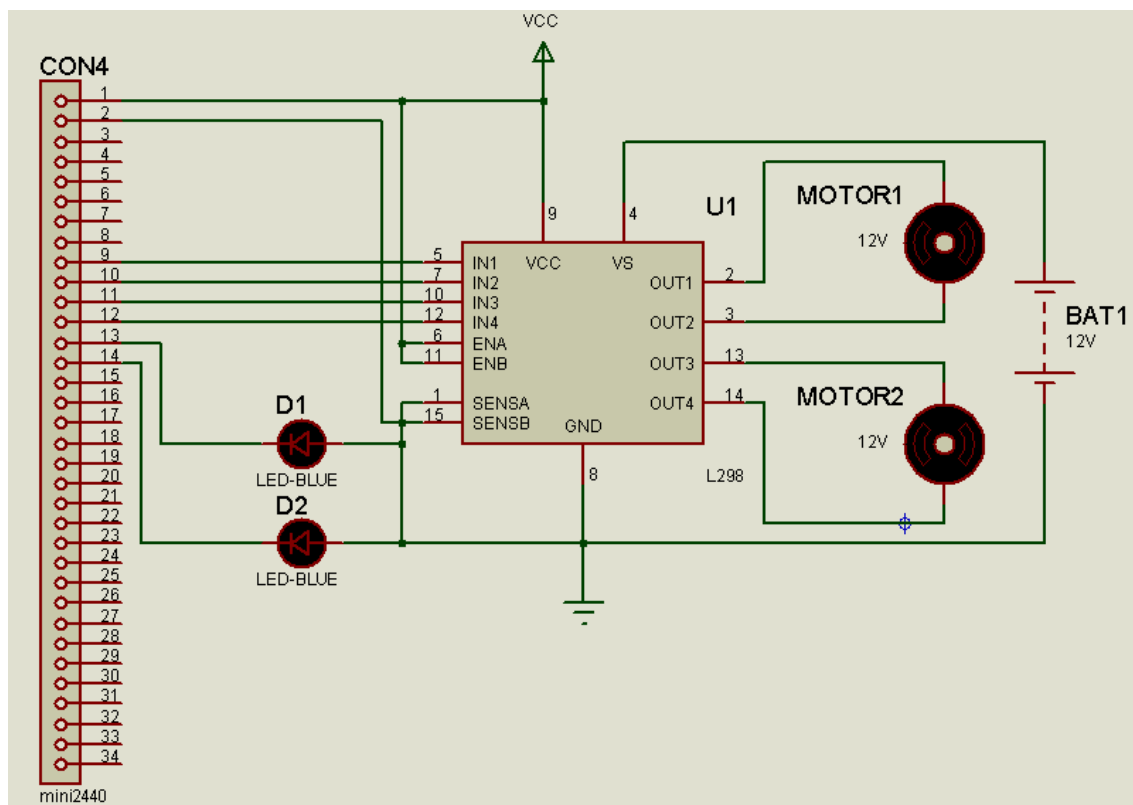 VCC
CON4
1
2
3
4
5
6
7
8
9
10
11
12
13
14
15
16
17
18
19
20
21
22
23
24
25
26
27
28
29
30
31
32
33
34
mini2440
D1
LED-BLUE
D2
LED-BLUE
U1
9
4
VCC
VS
5 IN1
7 IN2
10 IN3
12 IN4
6 ENA
11 ENB
1 SENSA
15 SENSB
OUT1 2
OUT2 3
OUT3 13
OUT4 14
GND
8
L298
MOTOR1
12V
MOTOR2
12V
BAT1
12V